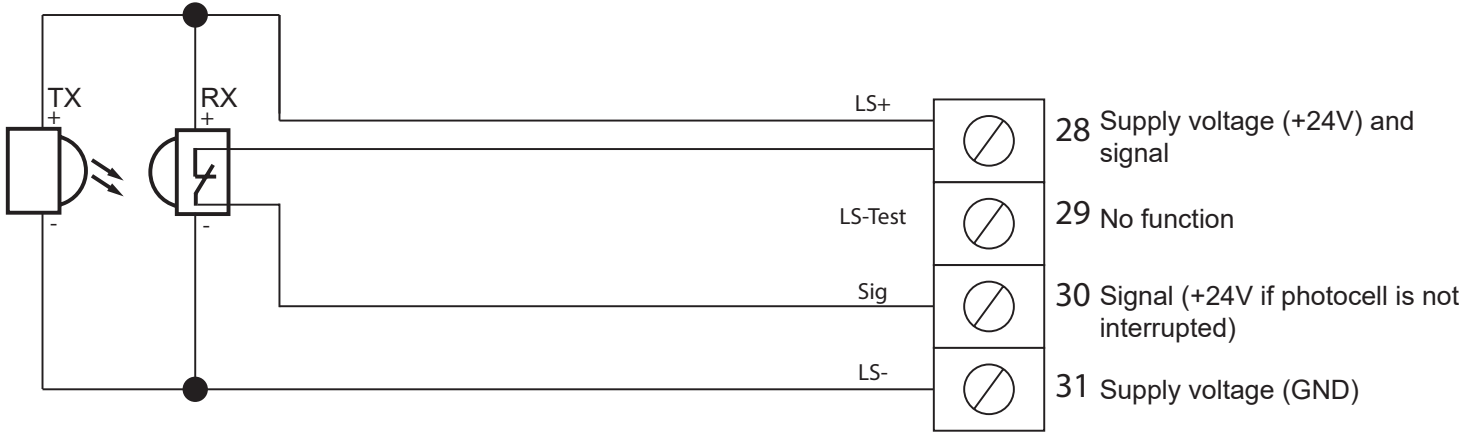 TX
+
-
RX
+
-
LS+
28 Supply voltage (+24V) and
signal
LS-Test
29 No function
Sig
30 Signal (+24V if photocell is not
interrupted)
LS-
31 Supply voltage (GND)